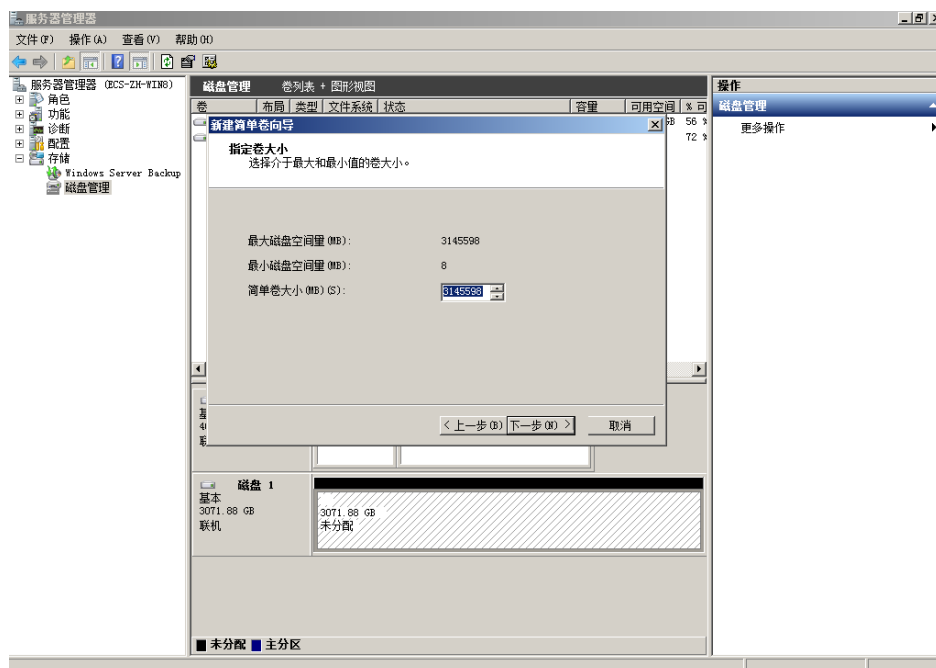 服务器管理器
文件(F) 操作(A) 查看(V) 帮助(H)
服务器管理器 (ECS-ZH-WIN8)
角色
功能
诊断
配置
存储
Windows Server Backup
磁盘管理
磁盘管理 卷列表 + 图形视图
卷 布局 类型 文件系统 状态 容量 可用空间 % 可
GB 56 %
72 %
新建简单卷向导
指定卷大小
选择介于最大和最小值的卷大小。
最大磁盘空间量(MB): 3145598
最小磁盘空间量(MB): 8
简单卷大小(MB)(S): 3145598
< 上一步(B) 下一步(N) > 取消
基
40
联
磁盘 1
基本
3071.88 GB
联机
3071.88 GB
未分配
未分配 主分区
操作
磁盘管理
更多操作